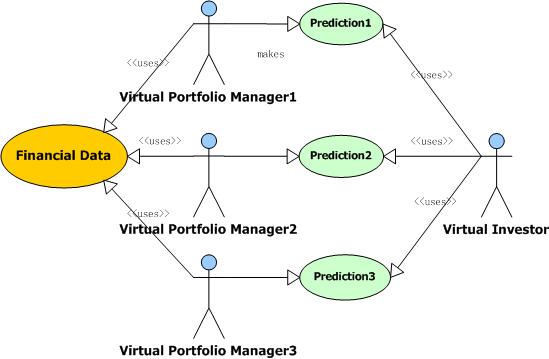 Prediction1
makes
<<uses>>
<<uses>>
Virtual Portfolio Manager1
<<uses>>
<<uses>>
Financial Data
Prediction2
<<uses>>
<<uses>>
Virtual Portfolio Manager2
Virtual Investor
Prediction3
Virtual Portfolio Manager3